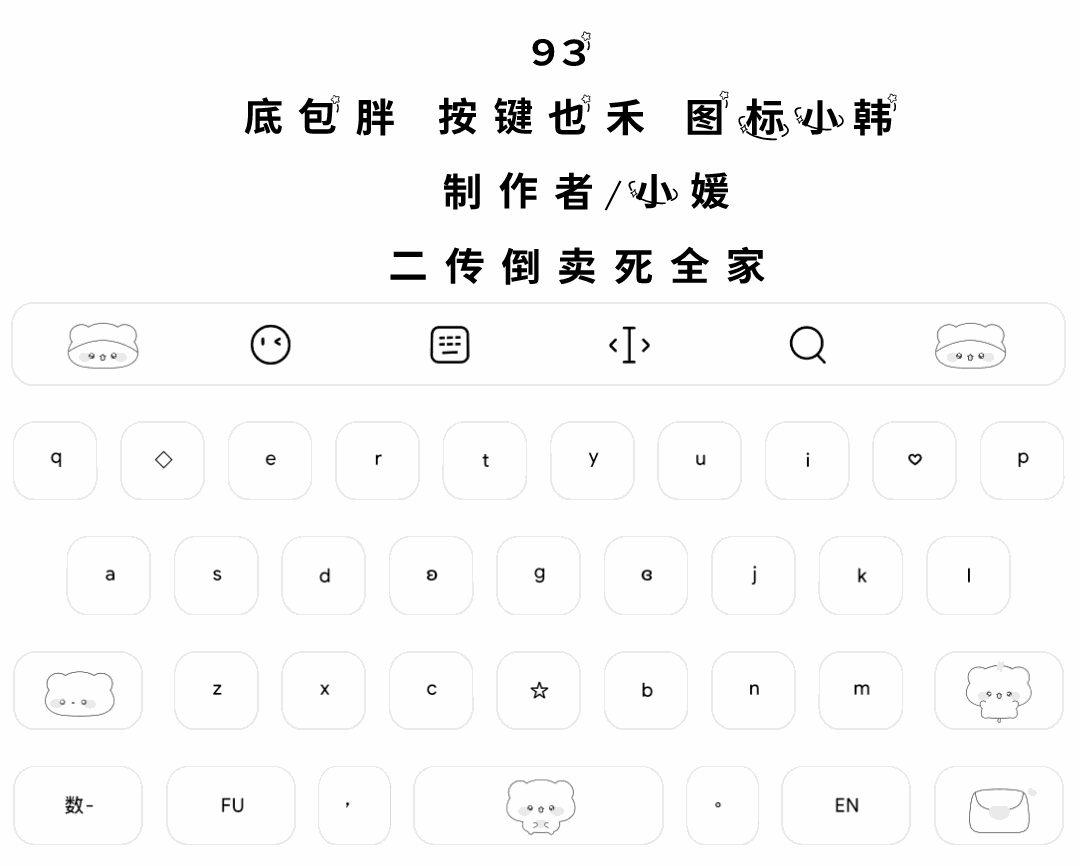 93
底包胖 按键也禾 图标小韩
制作者/小媛
二传倒卖死全家
q ◇ e r t y u i ♡ p
a s d ʚ g ɞ j k l
z x c ☆ b n m
数- FU , 。 EN